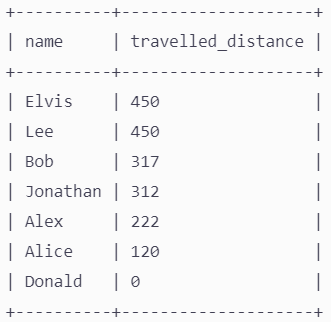 +----------+--------------------+
| name     | travelled_distance |
+----------+--------------------+
| Elvis    | 450                |
| Lee      | 450                |
| Bob      | 317                |
| Jonathan | 312                |
| Alex     | 222                |
| Alice    | 120                |
| Donald   | 0                  |
+----------+--------------------+